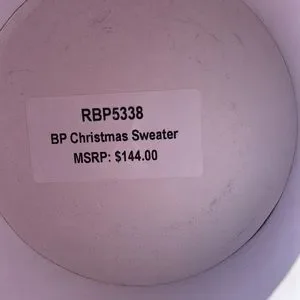 RBP5338
BP Christmas Sweater
MSRP: $144.00